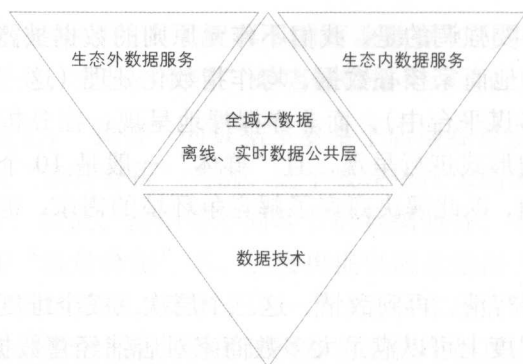 生态外数据服务
生态内数据服务
全域大数据
离线、实时数据公共层
数据技术